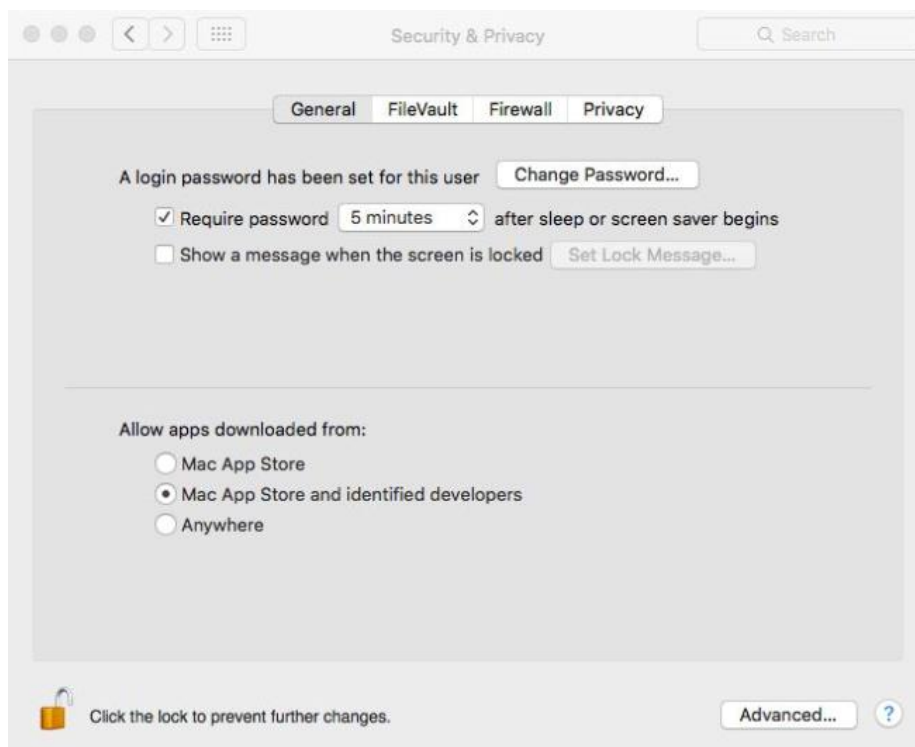 Security & Privacy
Search
General FileVault Firewall Privacy
A login password has been set for this user Change Password...
Require password 5 minutes after sleep or screen saver begins
Show a message when the screen is locked Set Lock Message...
Allow apps downloaded from:
Mac App Store
Mac App Store and identified developers
Anywhere
Click the lock to prevent further changes. Advanced... ?